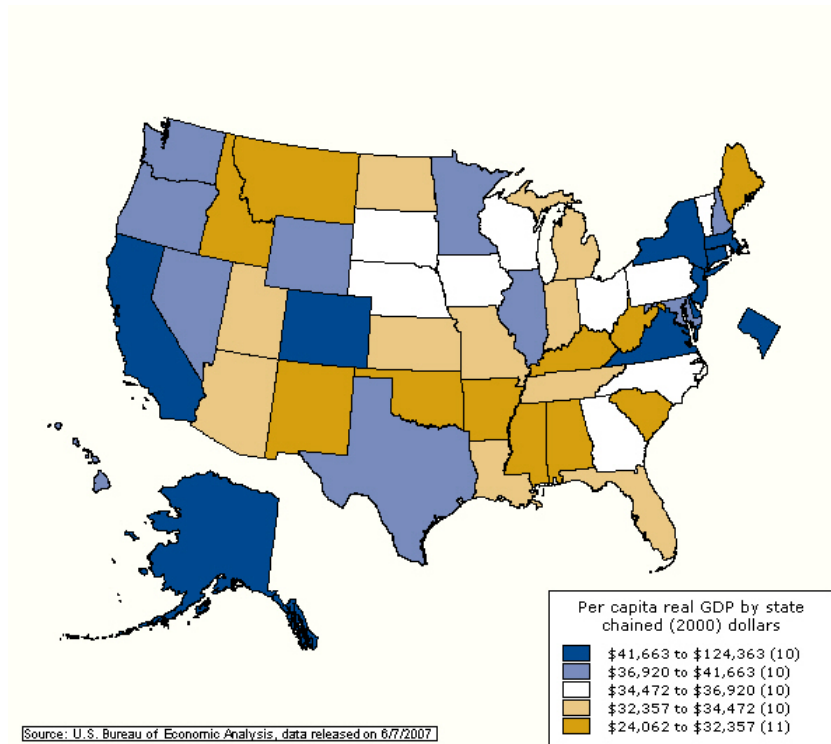 Per capita real GDP by state
chained (2000) dollars
$41,663 to $124,363 (10)
$36,920 to $41,663 (10)
$34,472 to $36,920 (10)
$32,357 to $34,472 (10)
$24,062 to $32,357 (11)
Source: U.S. Bureau of Economic Analysis, data released on 6/7/2007